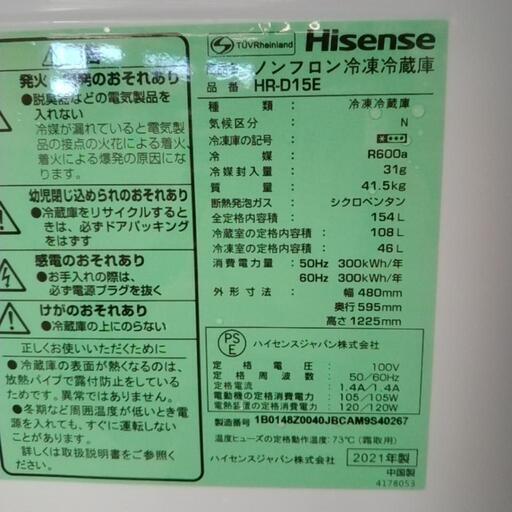 発火・爆発のおそれあり
●脱臭器などの電気製品を
入れない
冷媒が漏れていると電気製
品の接点の火花による着火、
着火による爆発の原因にな
ります。
幼児閉じ込められのおそれあり
●冷蔵庫をリサイクルすると
きは、必ずドアパッキング
をはずす
感電のおそれあり
●お手入れの際は、
必ず電源プラグを抜く
けがのおそれあり
●冷蔵庫の上にのらない
正しくお使いいただくために
●冷蔵庫の表面が熱くなるのは、
放熱パイプで露付防止をしている
ためです。異常ではありません。
●冬期など周囲温度が低いとき電
源を入れても、すぐに運転しない
ことがあります。
詳しくは取扱説明書をご覧ください
TÜVRheinland
Hisense
ノンフロン冷凍冷蔵庫
品番 HR-D15E
種類 : 冷凍冷蔵庫
気候区分 : N
冷凍庫の記号 : * ***
冷媒 : R600a
冷媒封入量 : 31g
質量 : 41.5kg
断熱発泡ガス : シクロペンタン
全定格内容積 : 154L
冷蔵室の定格内容積 : 108L
冷凍室の定格内容積 : 46L
消費電力量 : 50Hz 300kWh/年
60Hz 300kWh/年
外形寸法 : 幅 480mm
奥行 595mm
高さ 1225mm
PS
E
ハイセンスジャパン株式会社
定格電圧 : 100V
定格周波数 : 50/60Hz
定格電流 : 1.4A/1.4A
電動機の定格消費電力 : 105/105W
電熱装置の定格消費電力 : 120/120W
製造番号 1B0148Z0040JBCAM9S40267
温度ヒューズの定格動作温度:73℃(霜取用)
ハイセンスジャパン株式会社
2021年製
中国製
4178053